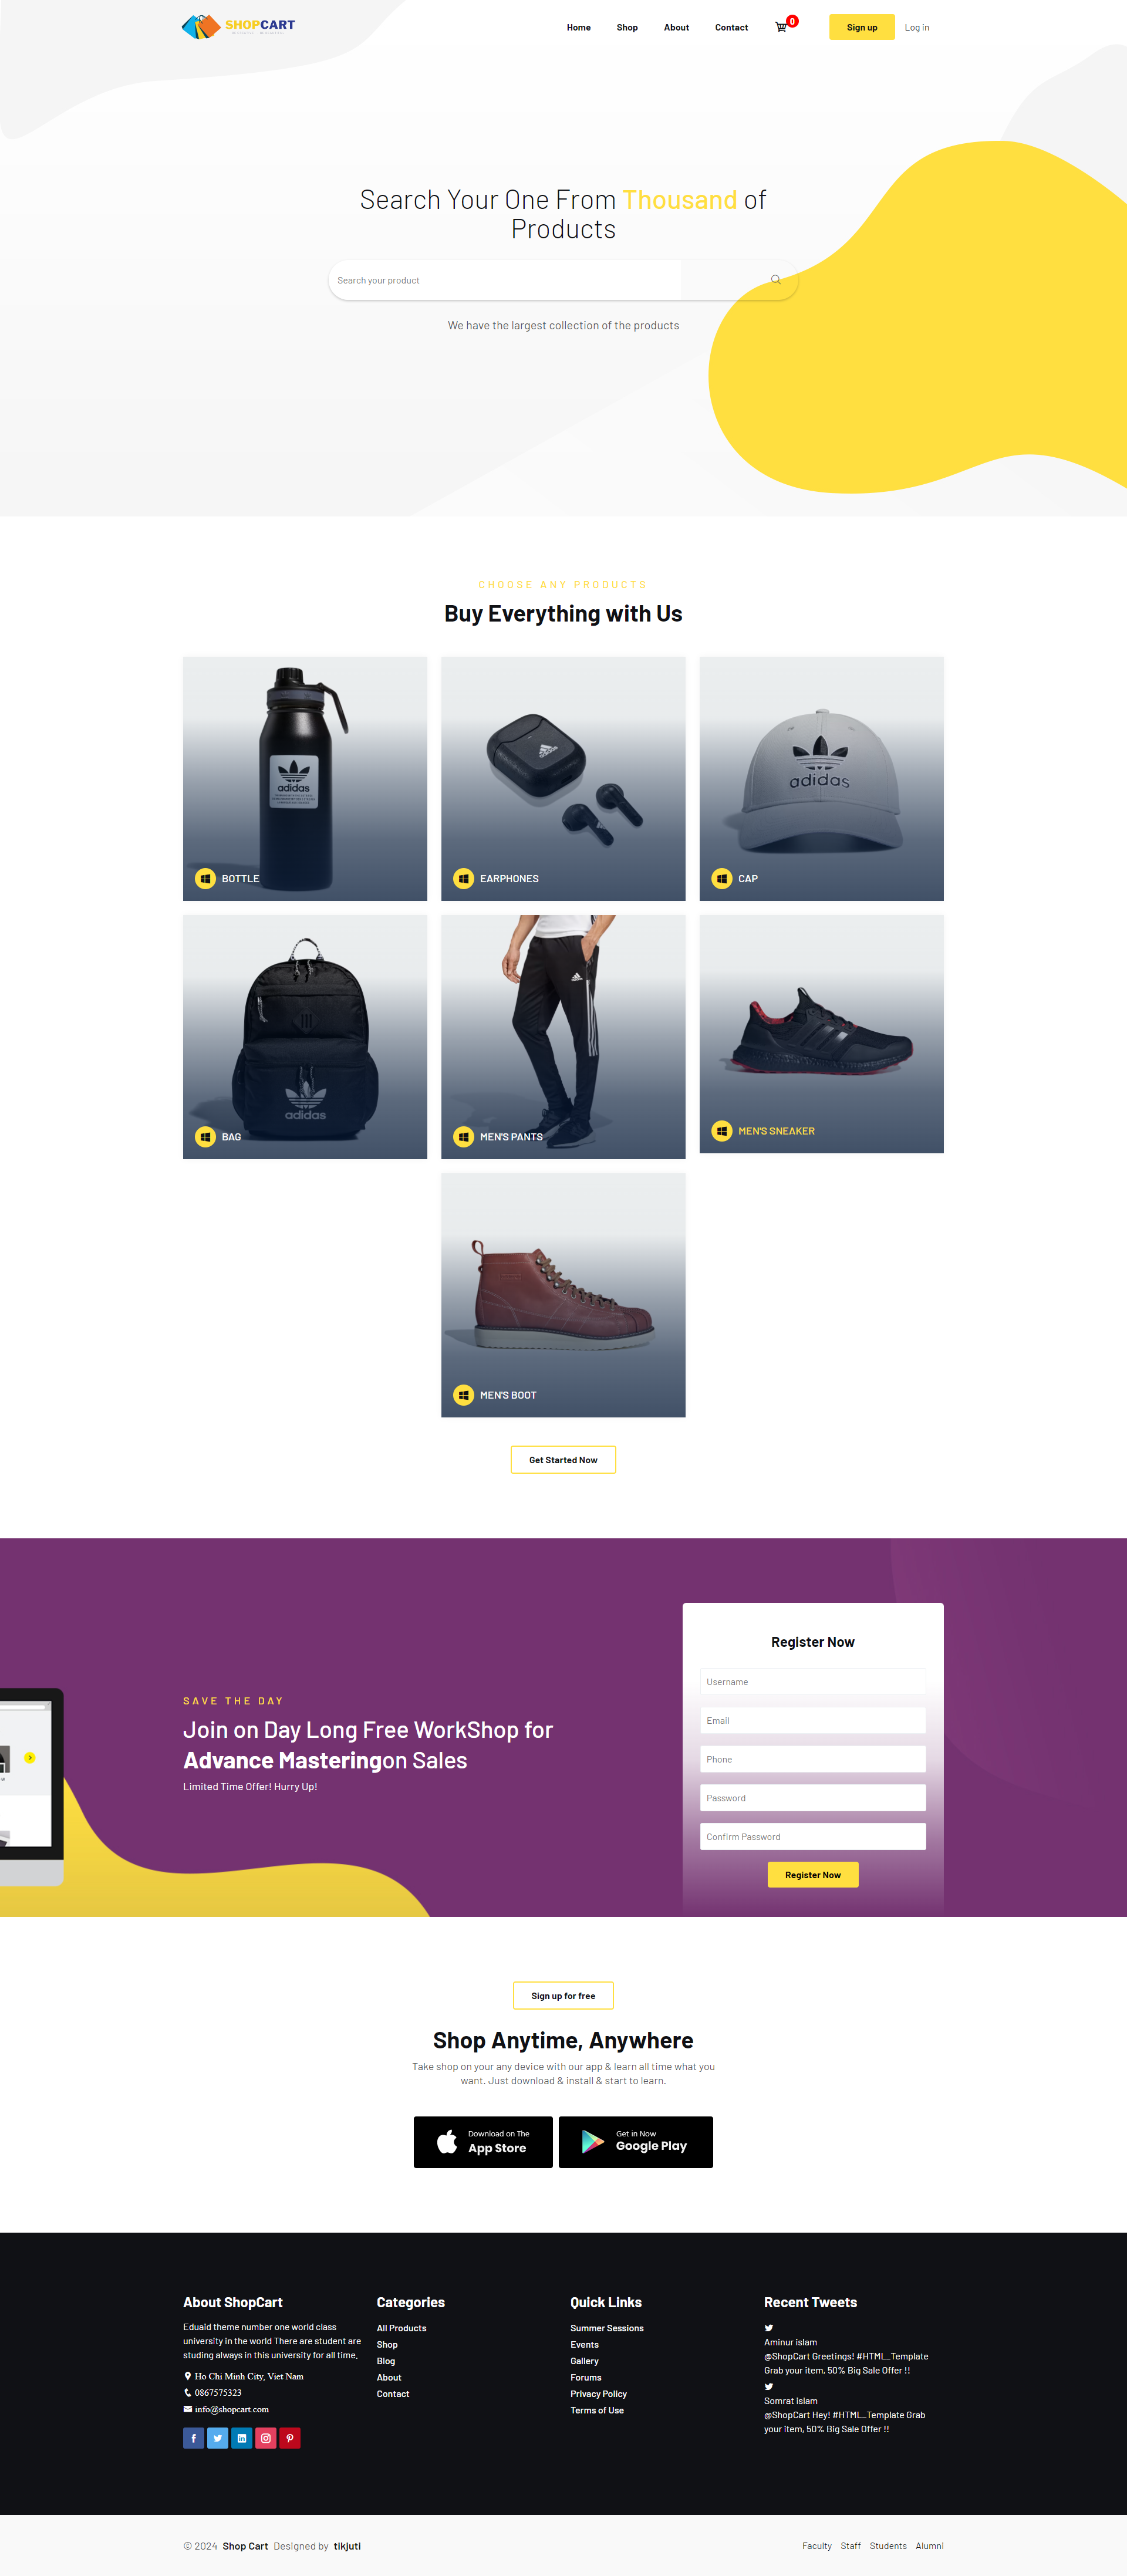 SHOPCART
Home
Shop
About
Contact
0
Sign up
Log in
Search Your One From Thousand of
Products
Search your product
We have the largest collection of the products
CHOOSE ANY PRODUCTS
Buy Everything with Us
adidas
BOTTLE
EARPHONES
adidas
CAP
adidas
BAG
MEN'S PANTS
MEN'S SNEAKER
MEN'S BOOT
Get Started Now
SAVE THE DAY
Join on Day Long Free WorkShop for
Advance Masteringon Sales
Limited Time Offer! Hurry Up!
Register Now
Username
Email
Phone
Password
Confirm Password
Register Now
Sign up for free
Shop Anytime, Anywhere
Take shop on your any device with our app & learn all time what you
want. Just download & install & start to learn.
Download on The
App Store
Get in Now
Google Play
About ShopCart
Eduaid theme number one world class
university in the world There are student are
studing always in this university for all time.
Ho Chi Minh City, Viet Nam
0867575323
info@shopcart.com
Categories
All Products
Shop
Blog
About
Contact
Quick Links
Summer Sessions
Events
Gallery
Forums
Privacy Policy
Terms of Use
Recent Tweets
Aminur islam
@ShopCart Greetings! #HTML_Template
Grab your item, 50% Big Sale Offer !!
Somrat islam
@ShopCart Hey! #HTML_Template Grab
your item, 50% Big Sale Offer !!
© 2024 Shop Cart Designed by tikjuti
Faculty Staff Students Alumni